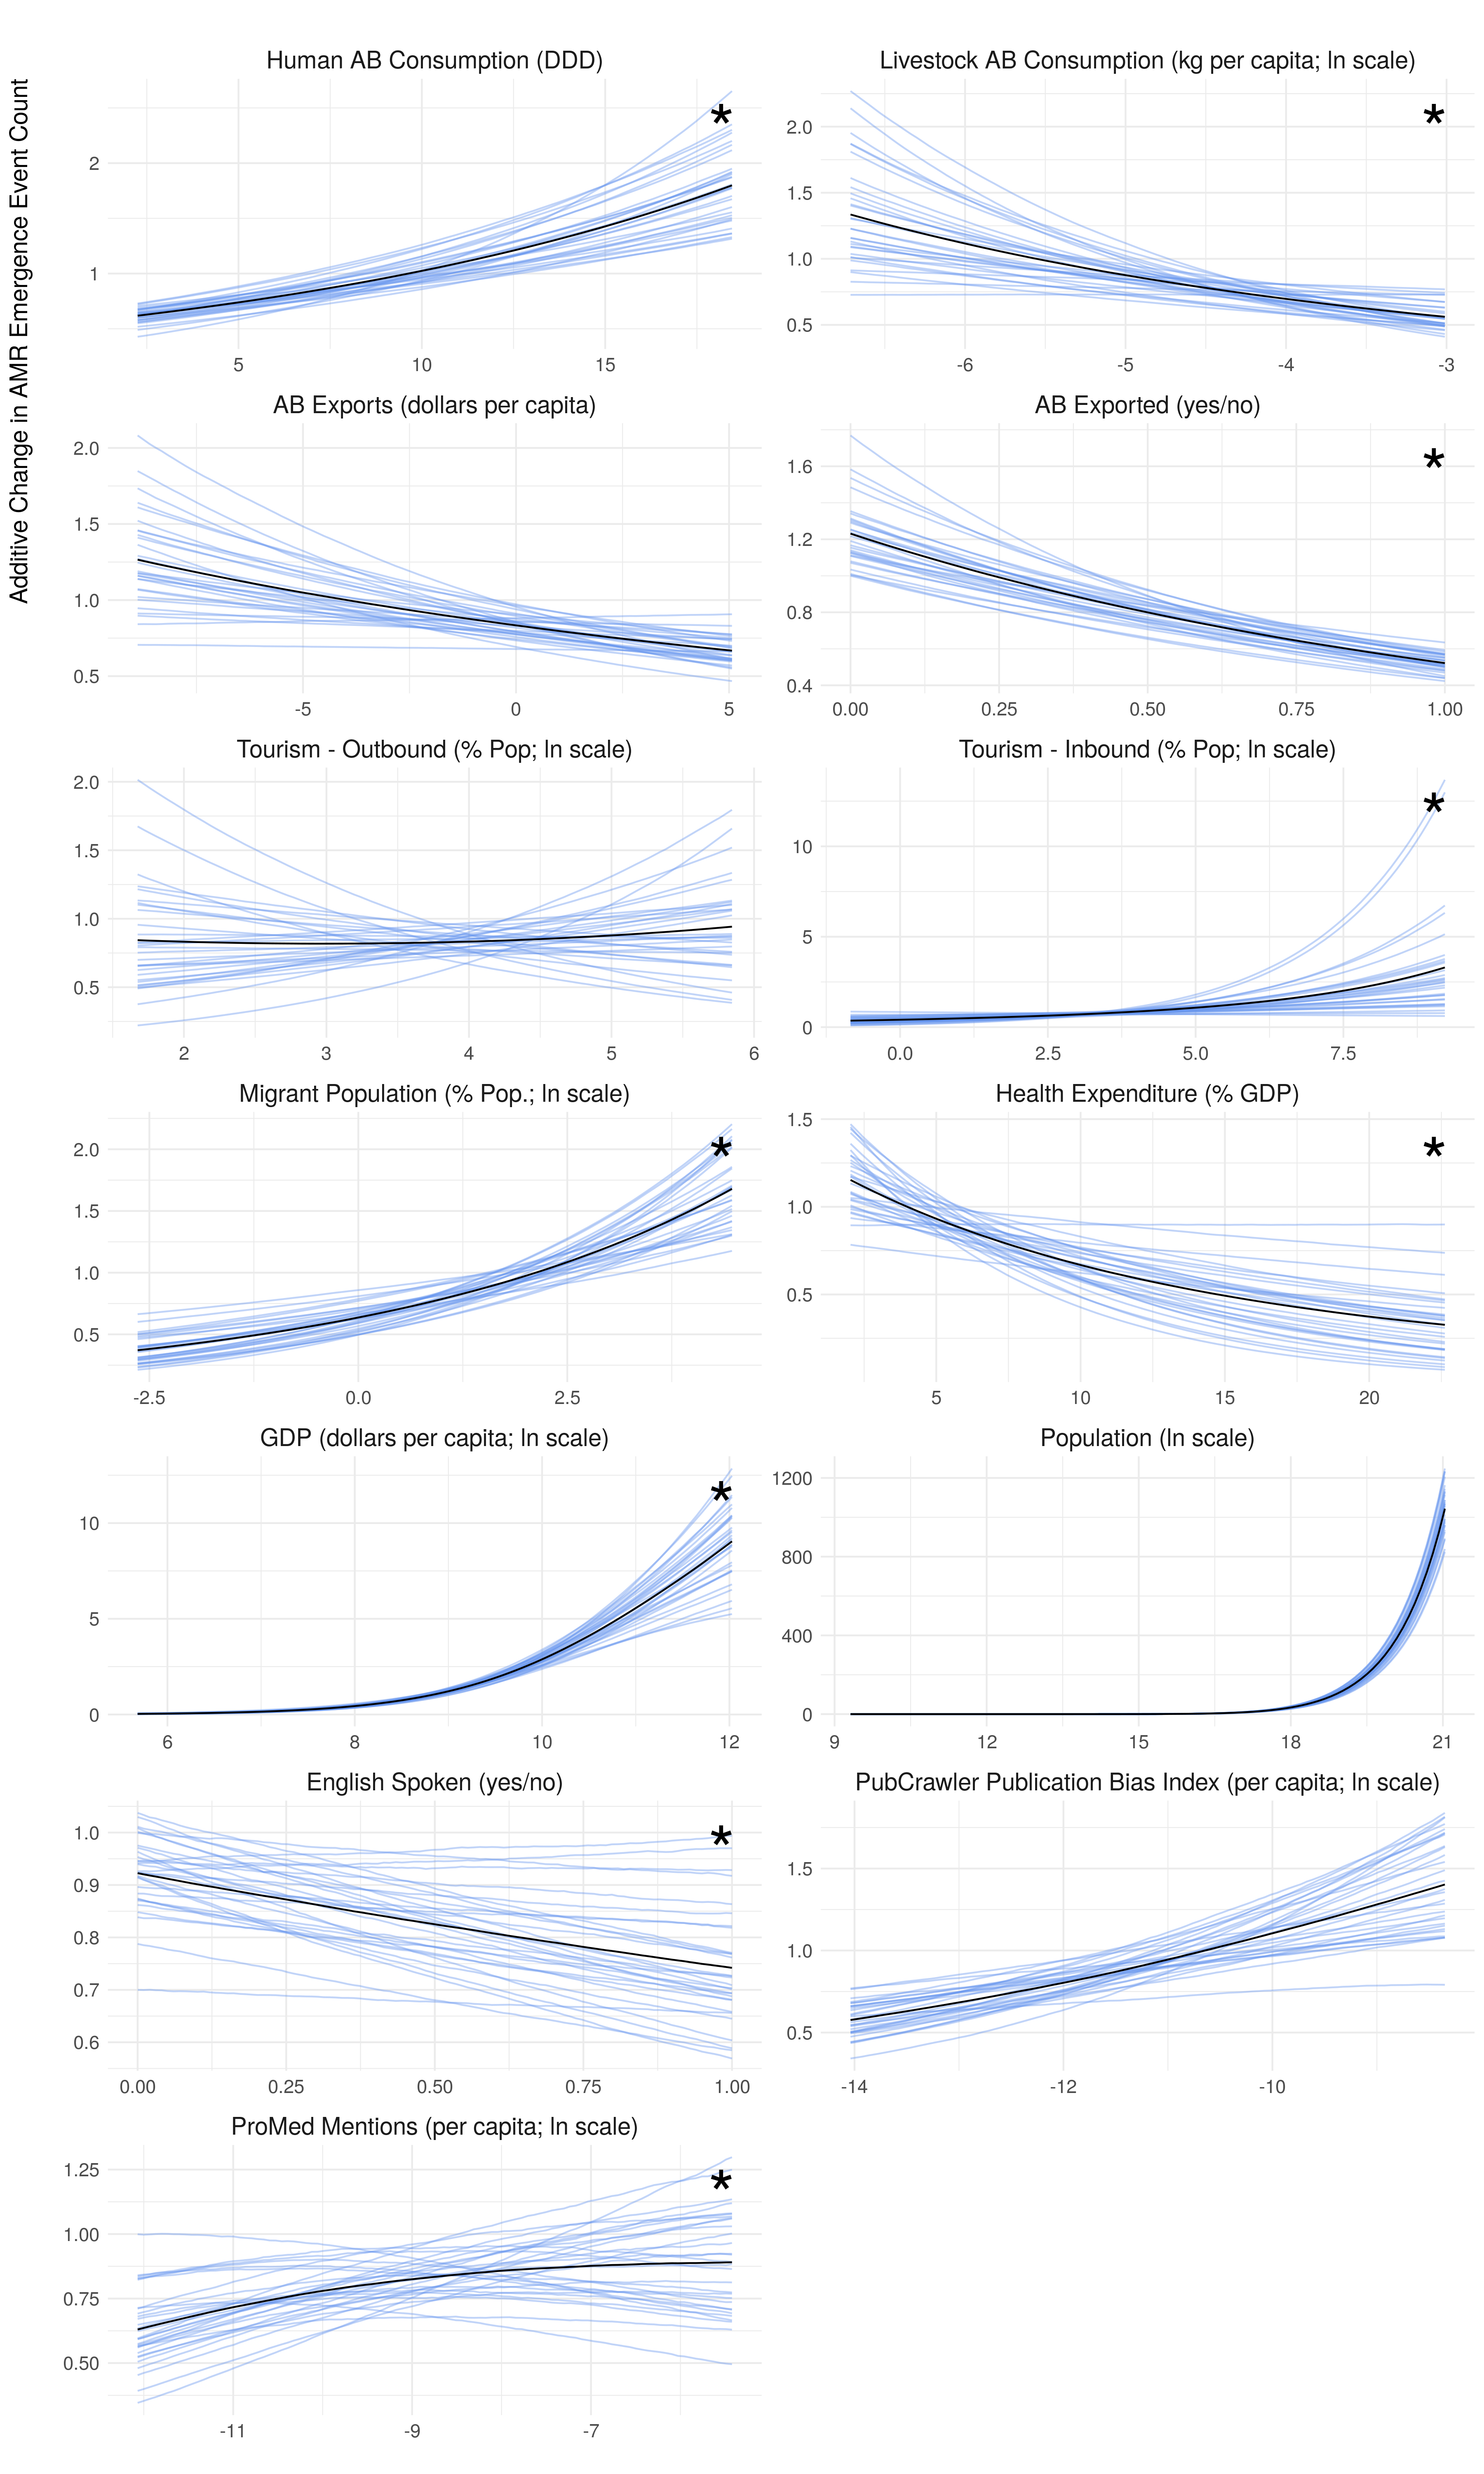 Additive Change in AMR Emergence Event Count
Human AB Consumption (DDD)
*
2
1
5 10 15
Livestock AB Consumption (kg per capita; ln scale)
*
2.0
1.5
1.0
0.5
-6 -5 -4 -3
AB Exports (dollars per capita)
2.0
1.5
1.0
0.5
-5 0 5
AB Exported (yes/no)
*
1.6
1.2
0.8
0.4
0.00 0.25 0.50 0.75 1.00
Tourism - Outbound (% Pop; ln scale)
2.0
1.5
1.0
0.5
2 3 4 5 6
Tourism - Inbound (% Pop; ln scale)
*
10
5
0
0.0 2.5 5.0 7.5
Migrant Population (% Pop.; ln scale)
*
2.0
1.5
1.0
0.5
-2.5 0.0 2.5
Health Expenditure (% GDP)
*
1.5
1.0
0.5
5 10 15 20
GDP (dollars per capita; ln scale)
*
10
5
0
6 8 10 12
Population (ln scale)
1200
800
400
0
9 12 15 18 21
English Spoken (yes/no)
*
1.0
0.9
0.8
0.7
0.6
0.00 0.25 0.50 0.75 1.00
PubCrawler Publication Bias Index (per capita; ln scale)
1.5
1.0
0.5
-14 -12 -10
ProMed Mentions (per capita; ln scale)
*
1.25
1.00
0.75
0.50
-11 -9 -7